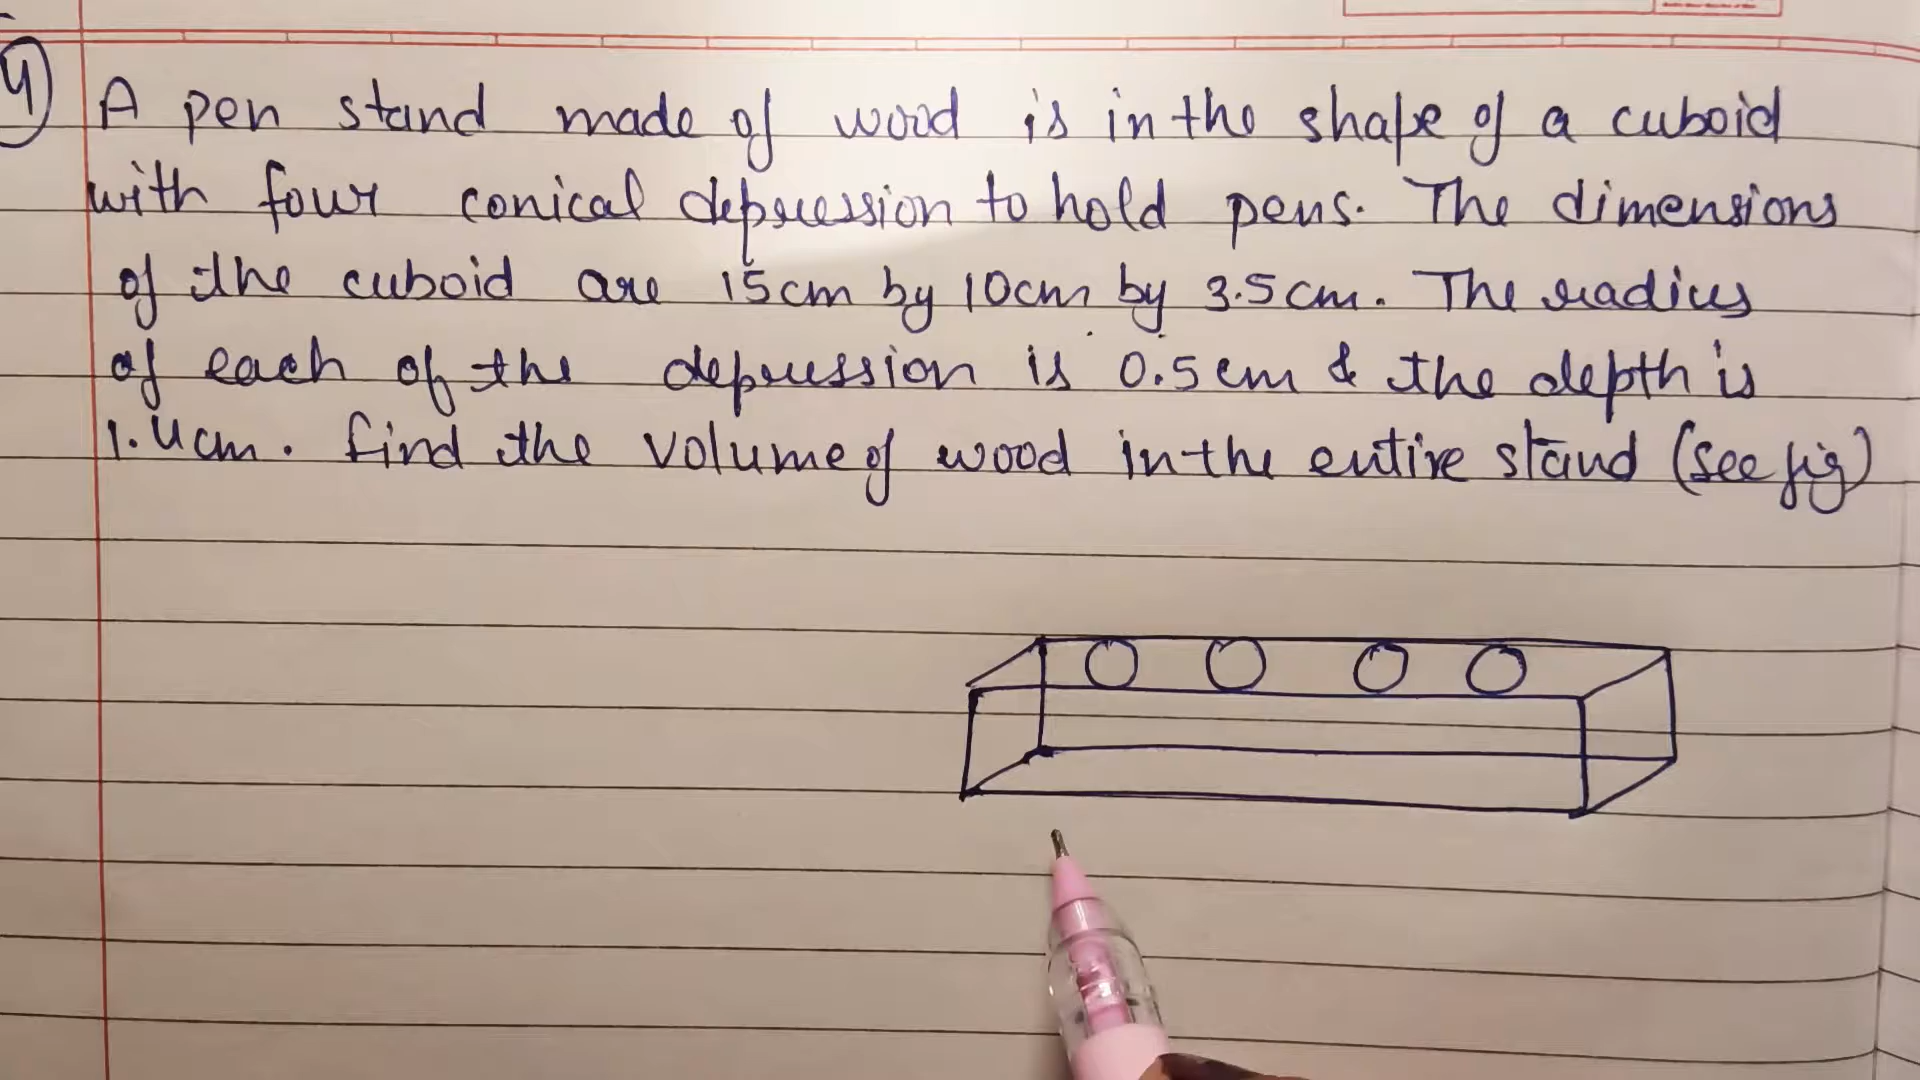 4) A pen stand made of wood is in the shape of a cuboid
with four conical depression to hold pens. The dimensions
of the cuboid are 15cm by 10cm by 3.5cm. The radius
of each of the depression is 0.5cm & the depth is
1.4cm. find the volume of wood in the entire stand (see fig)